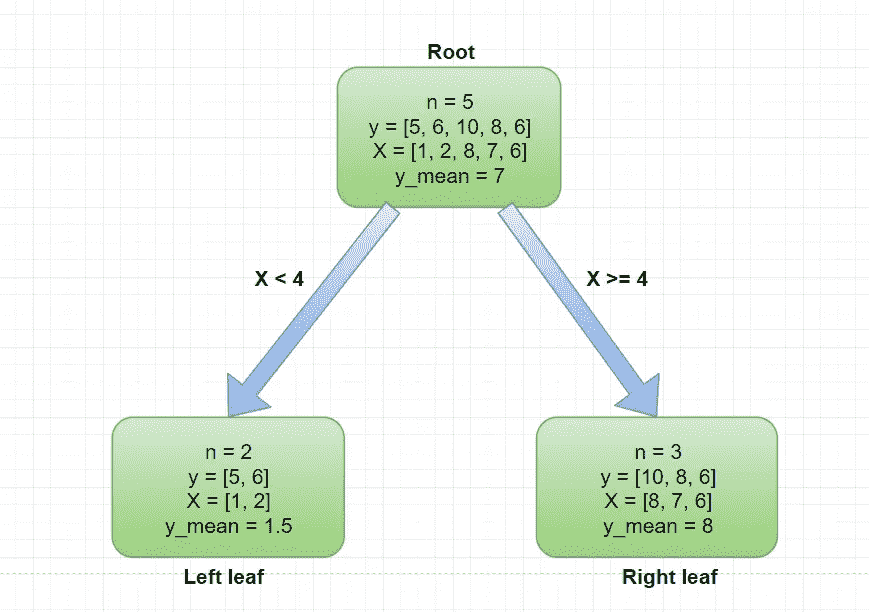 Root
n = 5
y = [5, 6, 10, 8, 6]
X = [1, 2, 8, 7, 6]
y_mean = 7
X < 4
X >= 4
n = 2
y = [5, 6]
X = [1, 2]
y_mean = 1.5
Left leaf
n = 3
y = [10, 8, 6]
X = [8, 7, 6]
y_mean = 8
Right leaf